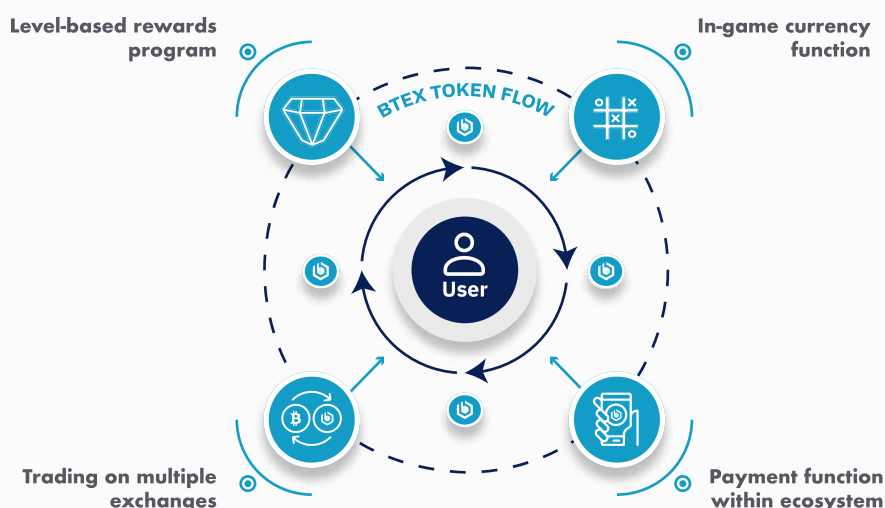 Level-based rewards
program
In-game currency
function
BTEX TOKEN FLOW
User
Trading on multiple
exchanges
Payment function
within ecosystem